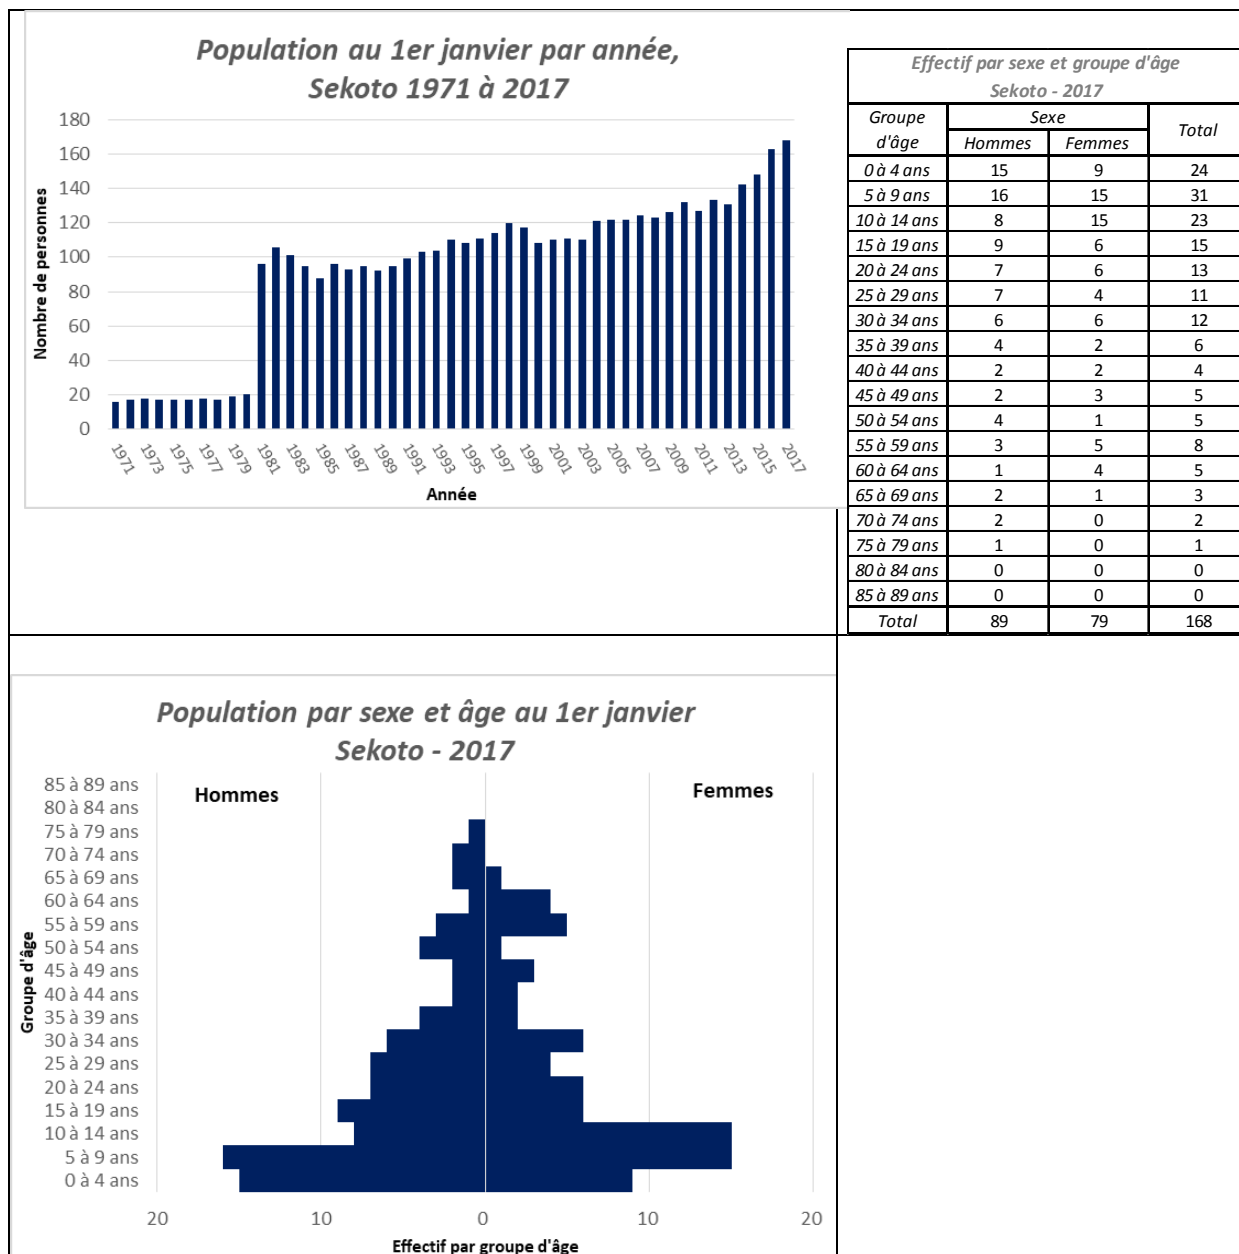 Population au 1er janvier par année,
Sekoto 1971 à 2017
Nombre de personnes
180
160
140
120
100
80
60
40
20
0
1971 1973 1975 1977 1979 1981 1983 1985 1987 1989 1991 1993 1995 1997 1999 2001 2003 2005 2007 2009 2011 2013 2015 2017
Année
Effectif par sexe et groupe d'âge
Sekoto - 2017
Groupe d'âge Sexe Total
Hommes Femmes
0 à 4 ans 15 9 24
5 à 9 ans 16 15 31
10 à 14 ans 8 15 23
15 à 19 ans 9 6 15
20 à 24 ans 7 6 13
25 à 29 ans 7 4 11
30 à 34 ans 6 6 12
35 à 39 ans 4 2 6
40 à 44 ans 2 2 4
45 à 49 ans 2 3 5
50 à 54 ans 4 1 5
55 à 59 ans 3 5 8
60 à 64 ans 1 4 5
65 à 69 ans 2 1 3
70 à 74 ans 2 0 2
75 à 79 ans 1 0 1
80 à 84 ans 0 0 0
85 à 89 ans 0 0 0
Total 89 79 168
Population par sexe et âge au 1er janvier
Sekoto - 2017
Hommes Femmes
Groupe d'âge
85 à 89 ans
80 à 84 ans
75 à 79 ans
70 à 74 ans
65 à 69 ans
60 à 64 ans
55 à 59 ans
50 à 54 ans
45 à 49 ans
40 à 44 ans
35 à 39 ans
30 à 34 ans
25 à 29 ans
20 à 24 ans
15 à 19 ans
10 à 14 ans
5 à 9 ans
0 à 4 ans
20 10 0 10 20
Effectif par groupe d'âge